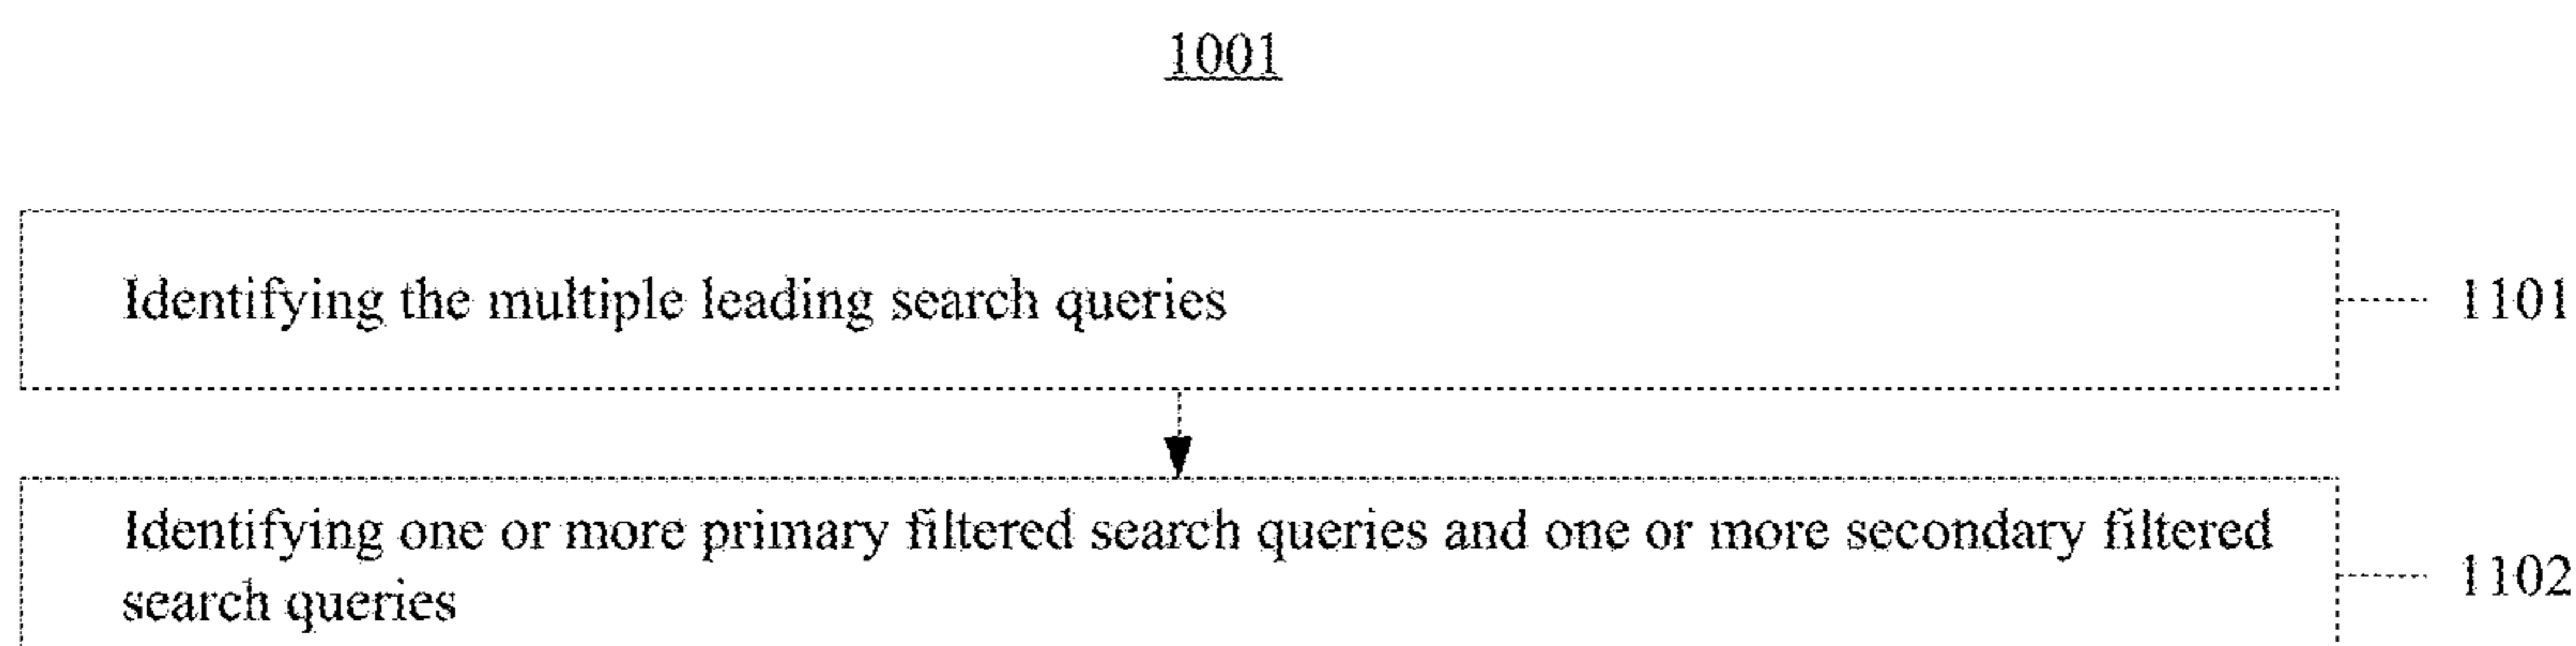 1001
Identifying the multiple leading search queries
1101
Identifying one or more primary filtered search queries and one or more secondary filtered
search queries
1102